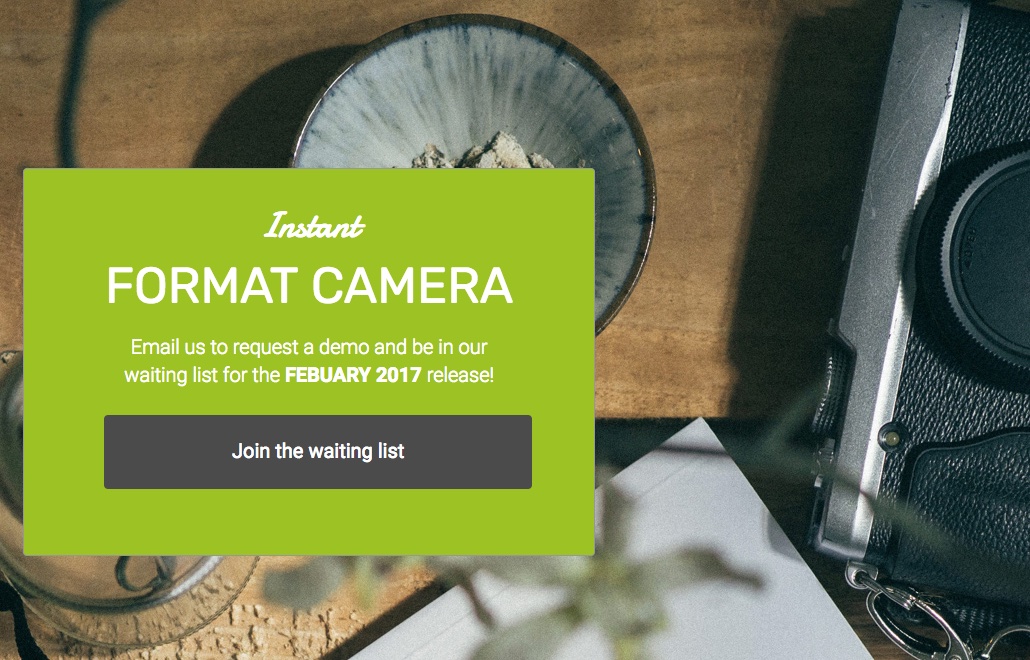 Instant
FORMAT CAMERA
Email us to request a demo and be in our
waiting list for the FEBUARY 2017 release!
Join the waiting list